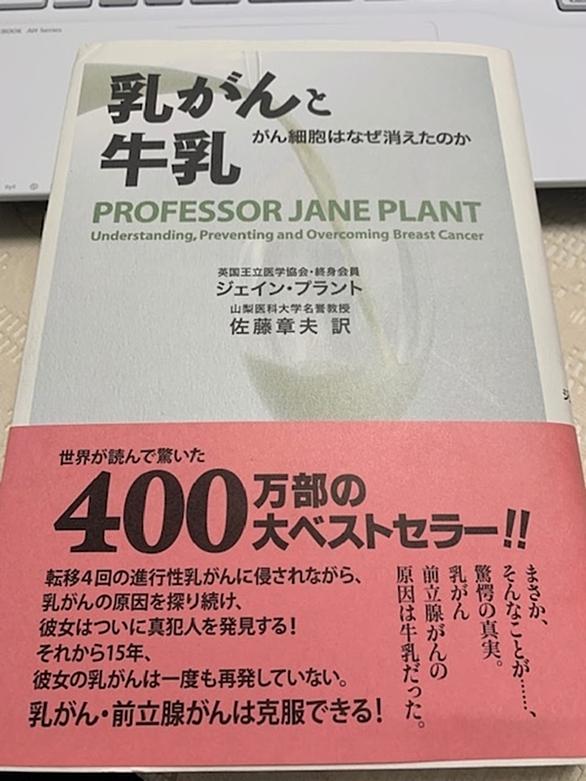 乳がんと
牛乳
がん細胞はなぜ消えたのか
PROFESSOR JANE PLANT
Understanding, Preventing and Overcoming Breast Cancer
英国王立医学協会・終身会員
ジェイン・プラント
山梨医科大学名誉教授
佐藤章夫 訳
世界が読んで驚いた
400万部の
大ベストセラー!!
転移4回の進行性乳がんに侵されながら、
乳がんの原因を探り続け、
彼女はついに真犯人を発見する！
それから15年、
彼女の乳がんは一度も再発していない。
乳がん・前立腺がんは克服できる！
まさか、
そんなことが……、
驚愕の真実。
乳がん
前立腺がんの
原因は牛乳だった。